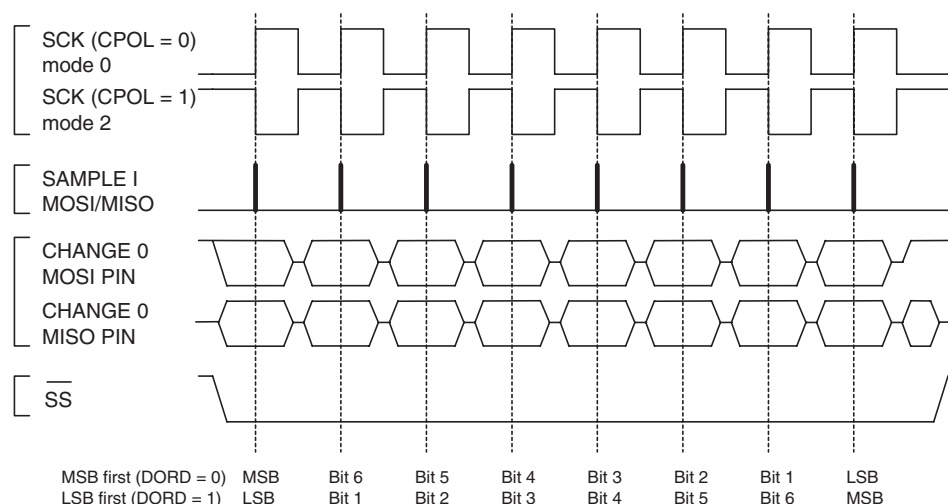 SCK (CPOL = 0)
mode 0
SCK (CPOL = 1)
mode 2
SAMPLE I
MOSI/MISO
CHANGE 0
MOSI PIN
CHANGE 0
MISO PIN
SS
MSB first (DORD = 0) MSB Bit 6 Bit 5 Bit 4 Bit 3 Bit 2 Bit 1 LSB
LSB first (DORD = 1) LSB Bit 1 Bit 2 Bit 3 Bit 4 Bit 5 Bit 6 MSB